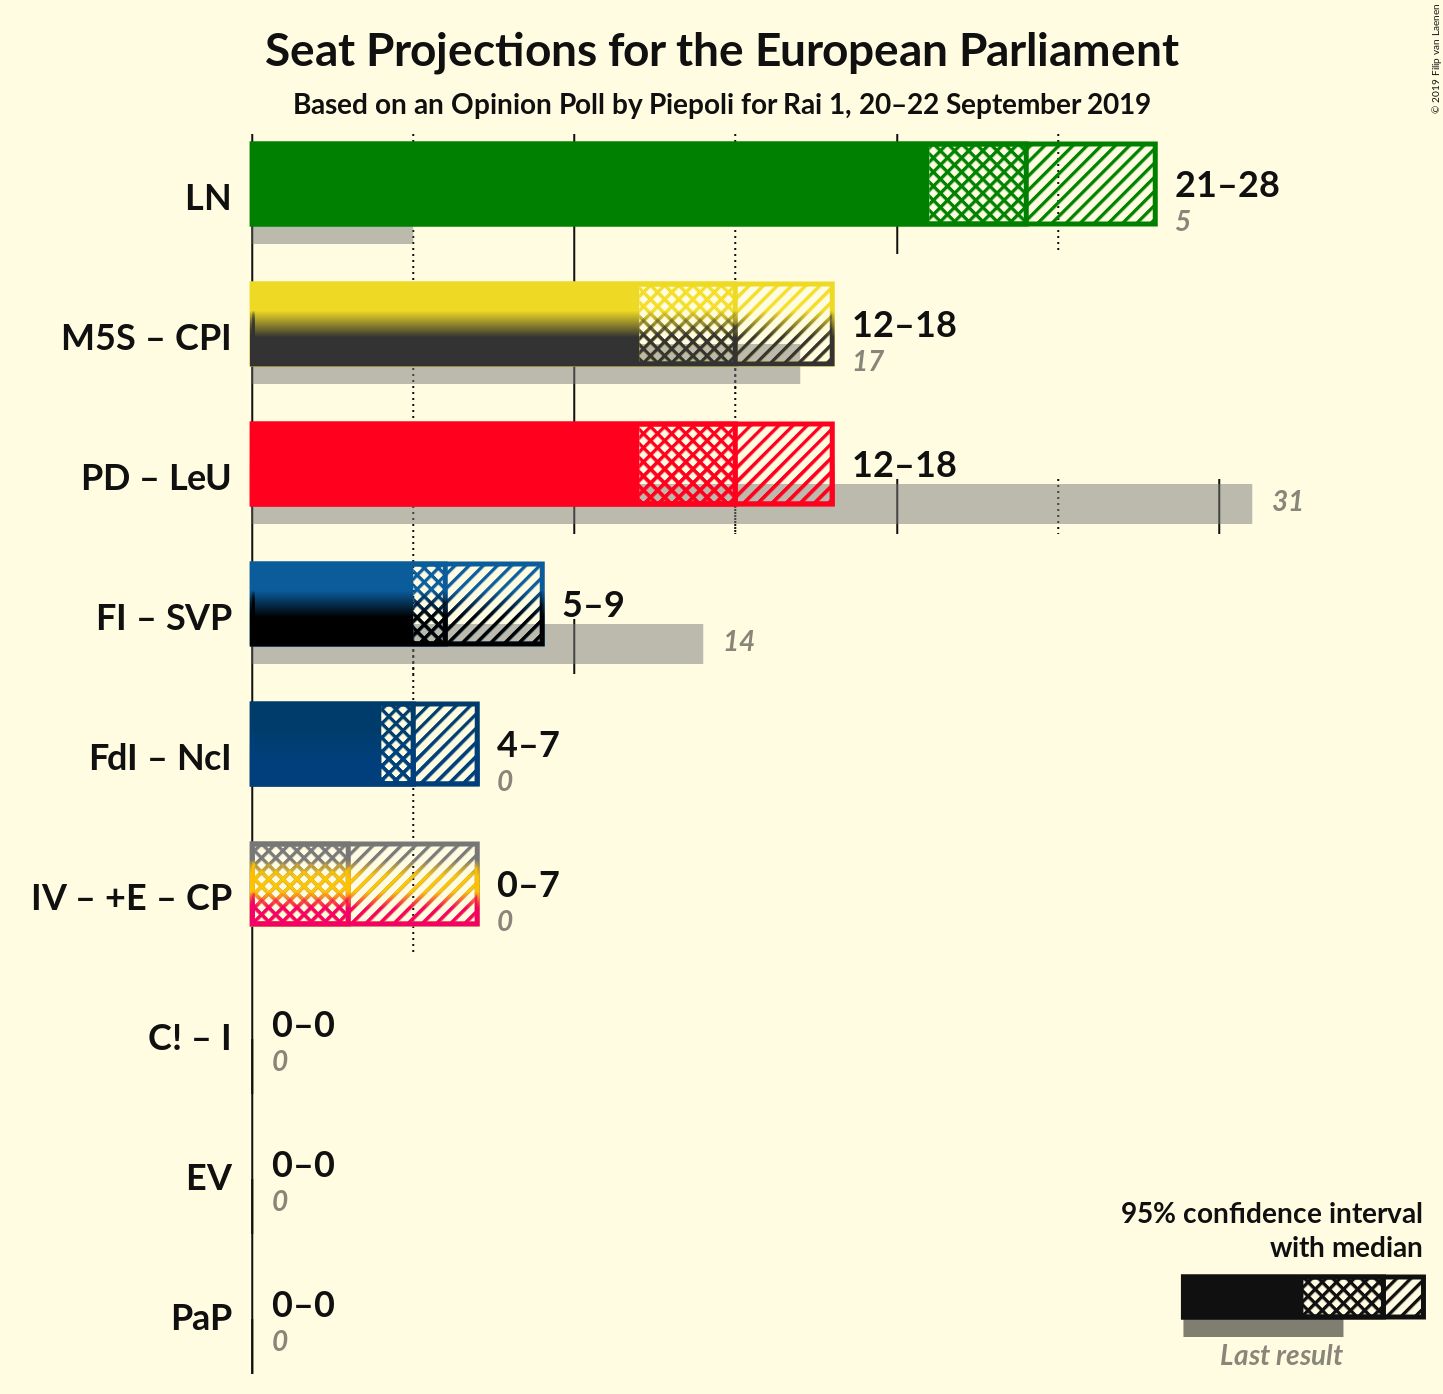 Seat Projections for the European Parliament
Based on an Opinion Poll by Piepoli for Rai 1, 20–22 September 2019
© 2019 Filip van Laenen
LN
21–28
5
M5S – CPI
12–18
17
PD – LeU
12–18
31
FI – SVP
5–9
14
FdI – NcI
4–7
0
IV – +E – CP
0–7
0
C! – I
0–0
0
EV
0–0
0
PaP
0–0
0
95% confidence interval
with median
Last result